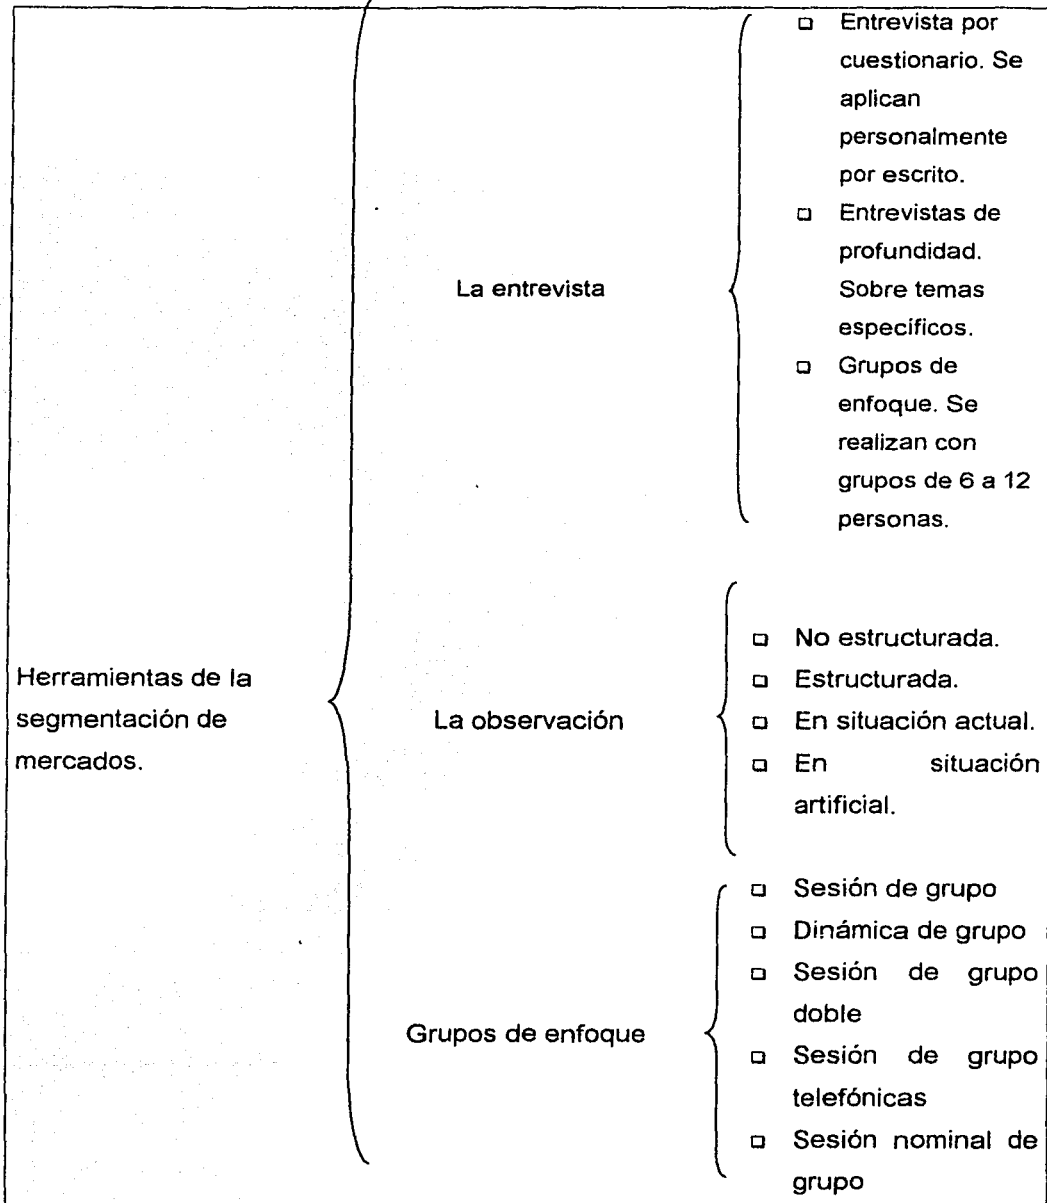 Herramientas de la
segmentación de
mercados.
La entrevista
Entrevista por
cuestionario. Se
aplican
personalmente
por escrito.
Entrevistas de
profundidad.
Sobre temas
específicos.
Grupos de
enfoque. Se
realizan con
grupos de 6 a 12
personas.
La observación
No estructurada.
Estructurada.
En situación actual.
En situación
artificial.
Grupos de enfoque
Sesión de grupo
Dinámica de grupo
Sesión de grupo
doble
Sesión de grupo
telefónicas
Sesión nominal de
grupo